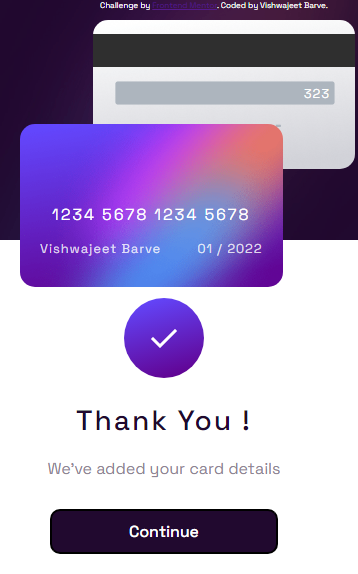 Challenge by Frontend Mentor. Coded by Vishwajeet Barve.
323
1234 5678 1234 5678
Vishwajeet Barve 01 / 2022
Thank You !
We've added your card details
Continue